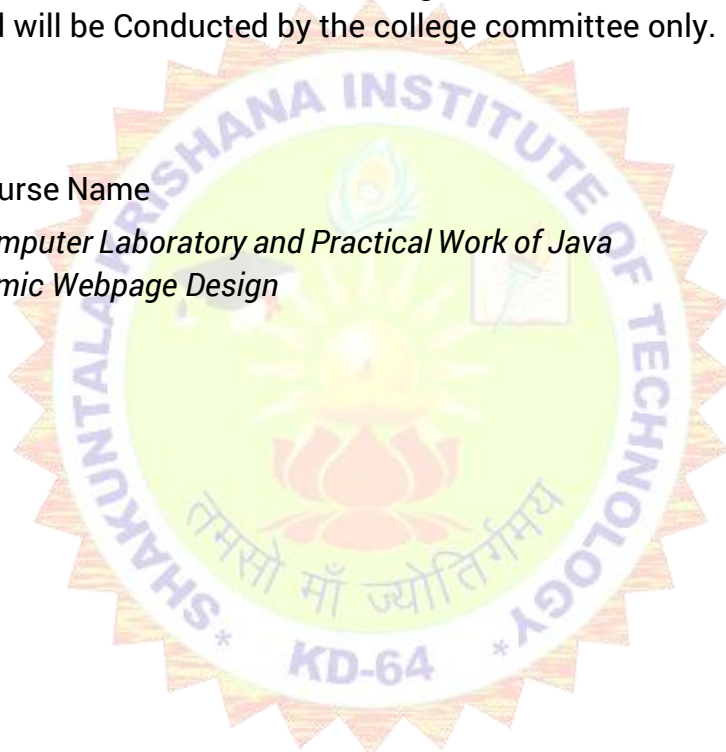 d will be Conducted by the college committee only.
urse Name
mputer Laboratory and Practical Work of Java
mic Webpage Design
SHAKUNTALA KRISHANA INSTITUTE OF TECHNOLOGY
तमसो माँ ज्योतिर्गमय
* KD-64 *